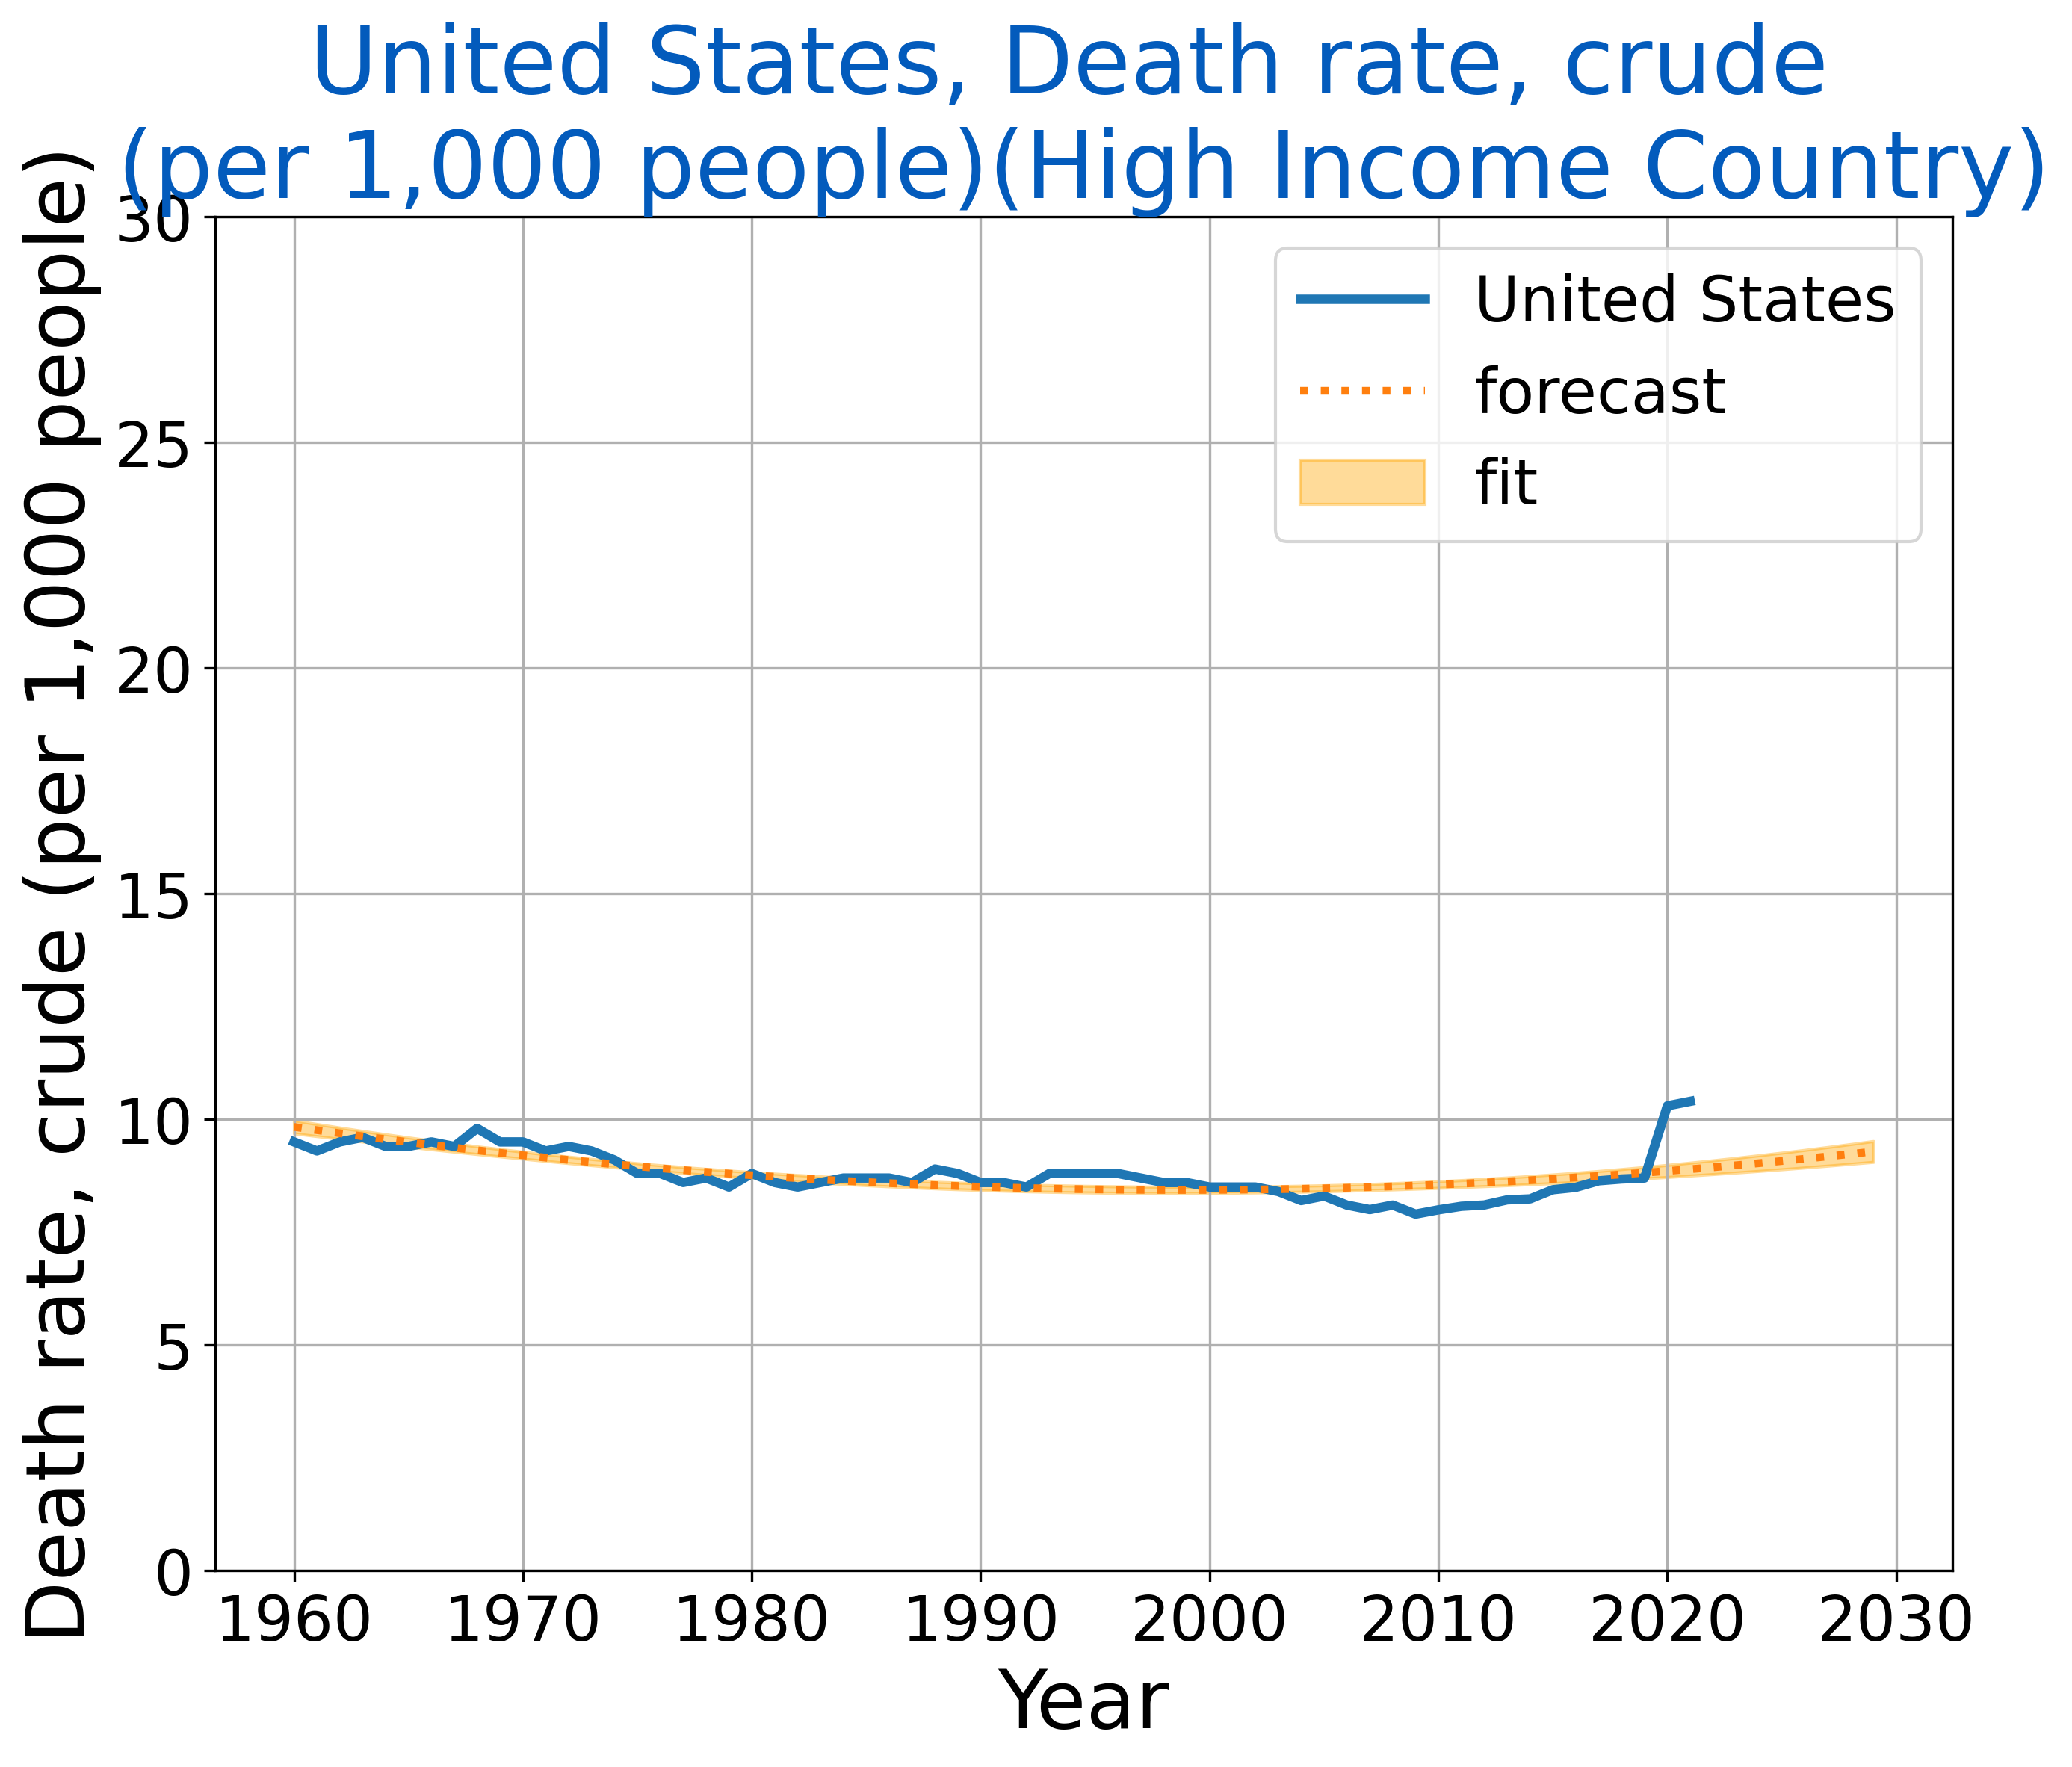 United States, Death rate, crude
(per 1,000 people)(High Income Country)
Death rate, crude (per 1,000 people)
30
25
20
15
10
5
0
United States
forecast
fit
1960 1970 1980 1990 2000 2010 2020 2030
Year